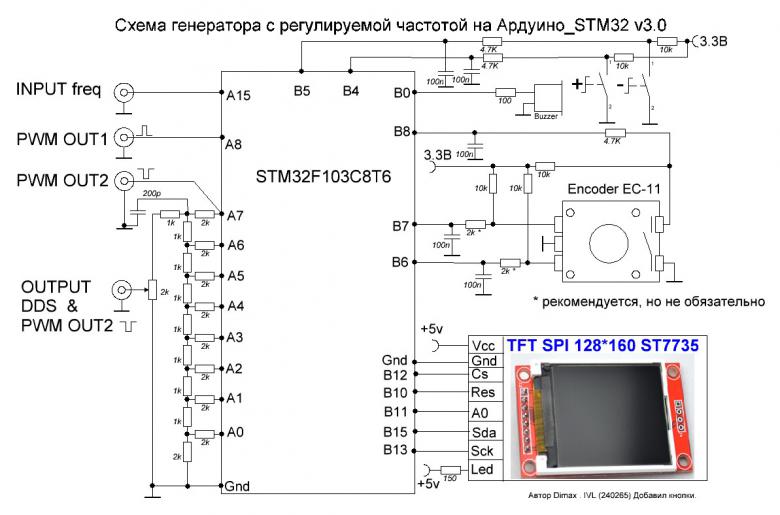 Схема генератора с регулируемой частотой на Ардуино_STM32 v3.0
10k
3.3В
4.7K
4.7K
10k
100n
100n
B5
B4
INPUT freq
A15
B0
100
Buzzer
+
-
1
2
1
2
PWM OUT1
A8
B8
4.7K
100n
3.3В
10k
PWM OUT2
STM32F103C8T6
10k
10k
Encoder EC-11
200p
1k
2k
A7
B7
2k *
100n
1k
2k
A6
B6
2k *
100n
1k
2k
A5
OUTPUT
DDS &
PWM OUT2
2k
* рекомендуется, но не обязательно
1k
2k
A4
1k
2k
A3
+5v
Vcc
TFT SPI 128*160 ST7735
1k
2k
A2
Gnd
Gnd
B12
Cs
1k
2k
A1
B10
Res
B11
A0
1k
2k
A0
B15
Sda
B13
Sck
2k
Led
150
+5v
Gnd
Автор Dimax . IVL (240265) Добавил кнопки.